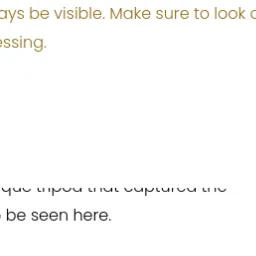 ays be visible. Make sure to look
essing.
que tripod that captured the
be seen here.